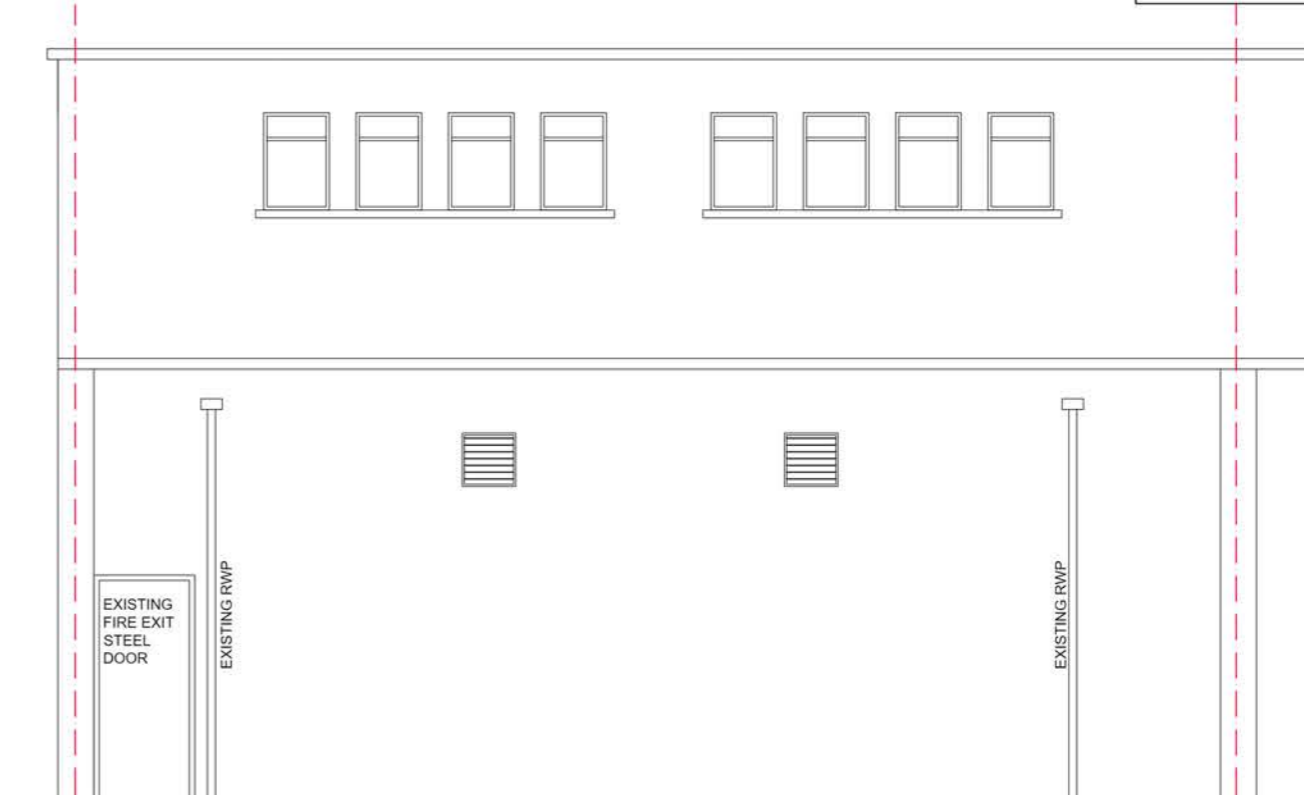 EXISTING
FIRE EXIT
STEEL
DOOR
EXISTING RWP
EXISTING RWP